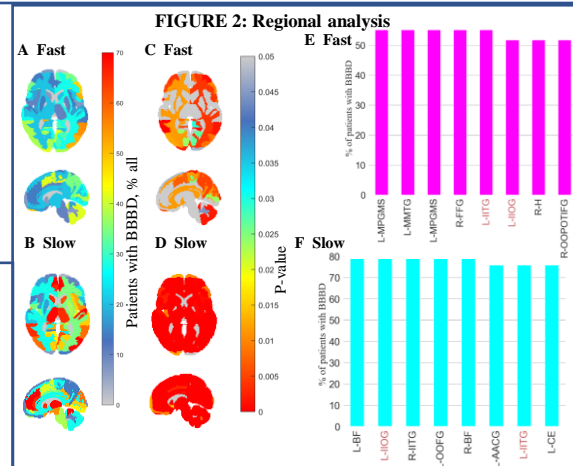 FIGURE 2: Regional analysis
A Fast
C Fast
E Fast
B Slow
D Slow
F Slow
70
60
50
40
30
20
10
0
Patients with BBBD, % all
0.05
0.045
0.04
0.035
0.03
0.025
0.02
0.015
0.01
0.005
0
P-value
% of patients with BBBD
50
40
30
20
10
0
L-MPGMS
L-MMTG
L-MPGMS
R-FFG
L-IITG
L-IIOG
R-H
R-OOPOTIFG
% of patients with BBBD
80
70
60
50
40
30
20
10
0
L-BF
L-IIOG
R-IITG
L-OOFG
R-BF
L-AACG
L-IITG
L-CE